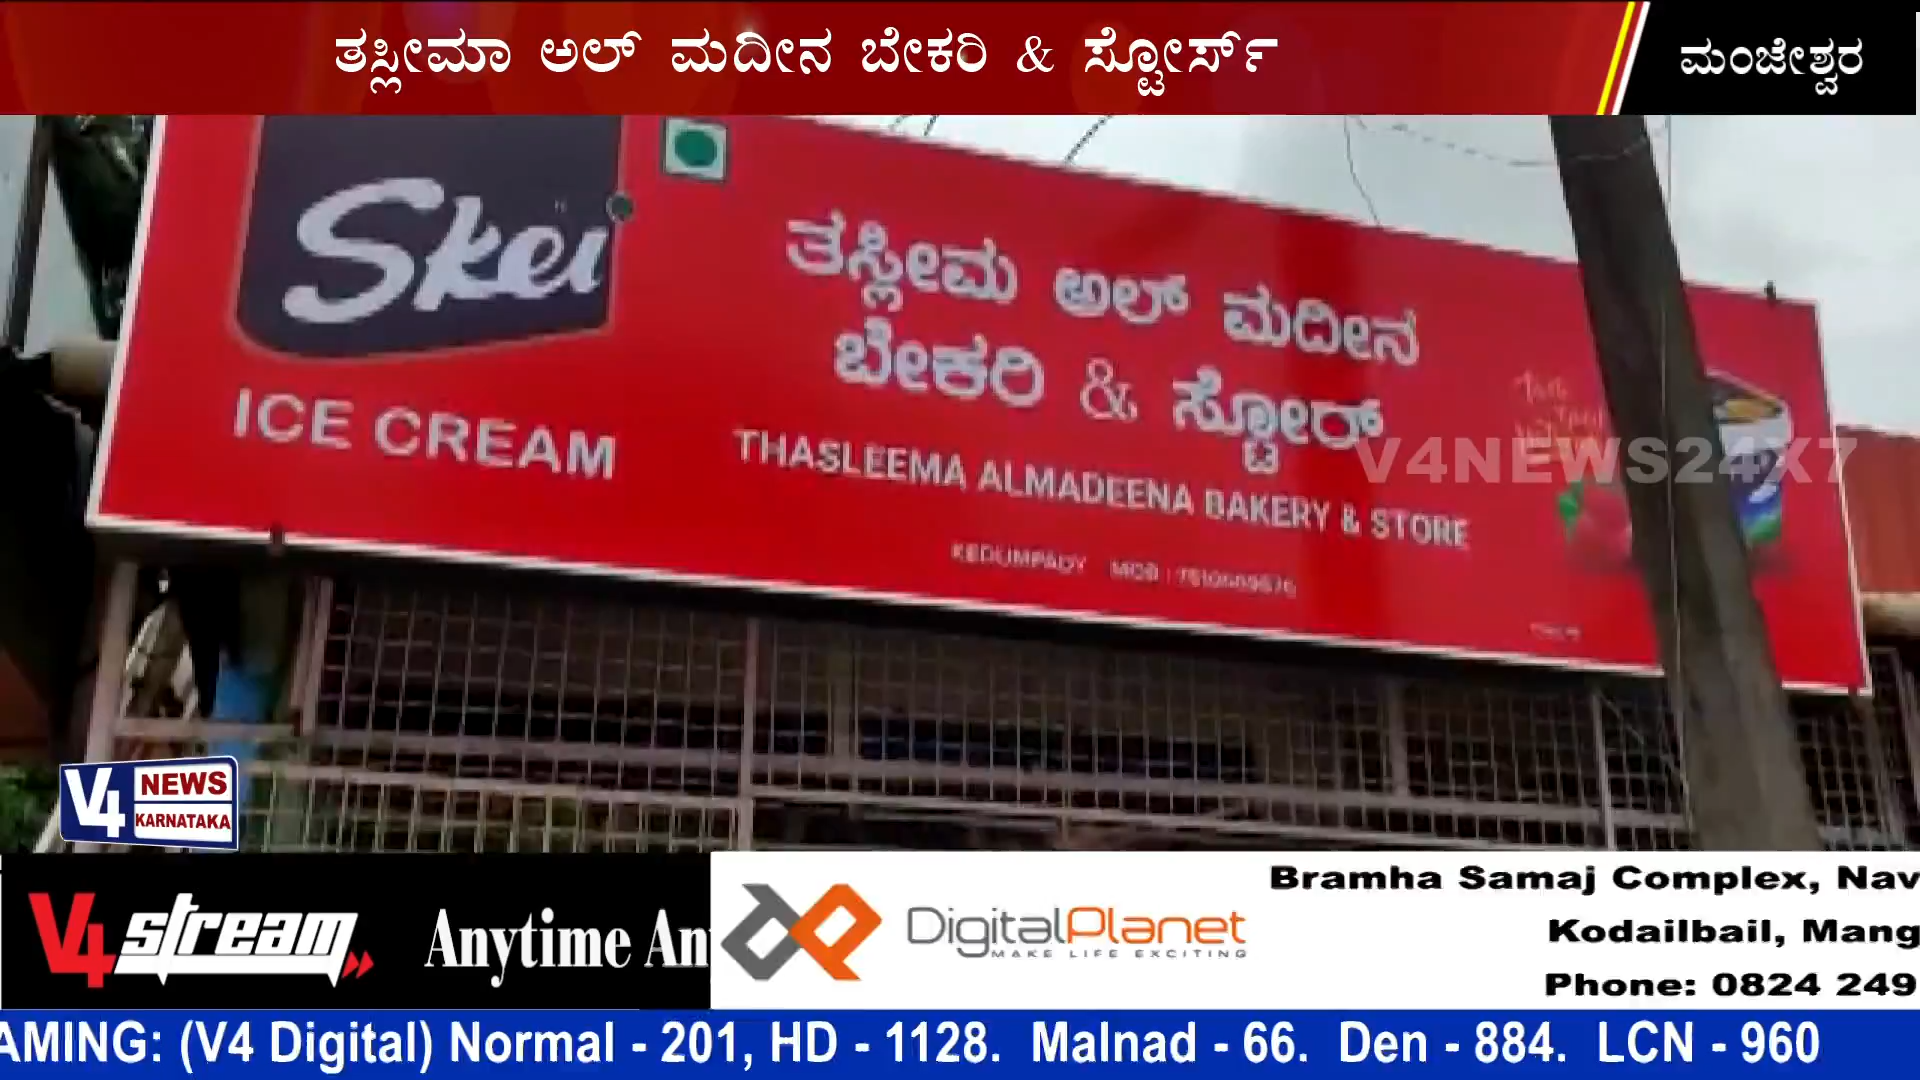 ತಸ್ಲೀಮಾ ಅಲ್ ಮದೀನ ಬೇಕರಿ & ಸ್ಟೋರ್ಸ್
ಮಂಜೇಶ್ವರ
Skei
ICE CREAM
ತಸ್ಲೀಮ ಅಲ್ ಮದೀನ
ಬೇಕರಿ & ಸ್ಟೋರ್
THASLEEMA ALMADEENA BAKERY & STORE
KEDUMPADY MOB :
V4NEWS24X7
V4 NEWS
KARNATAKA
V4 stream Anytime An
DigitalPlanet
MAKE LIFE EXCITING
Bramha Samaj Complex, Nav
Kodailbail, Mang
Phone: 0824 249
AMING: (V4 Digital) Normal - 201, HD - 1128. Malnad - 66. Den - 884. LCN - 960